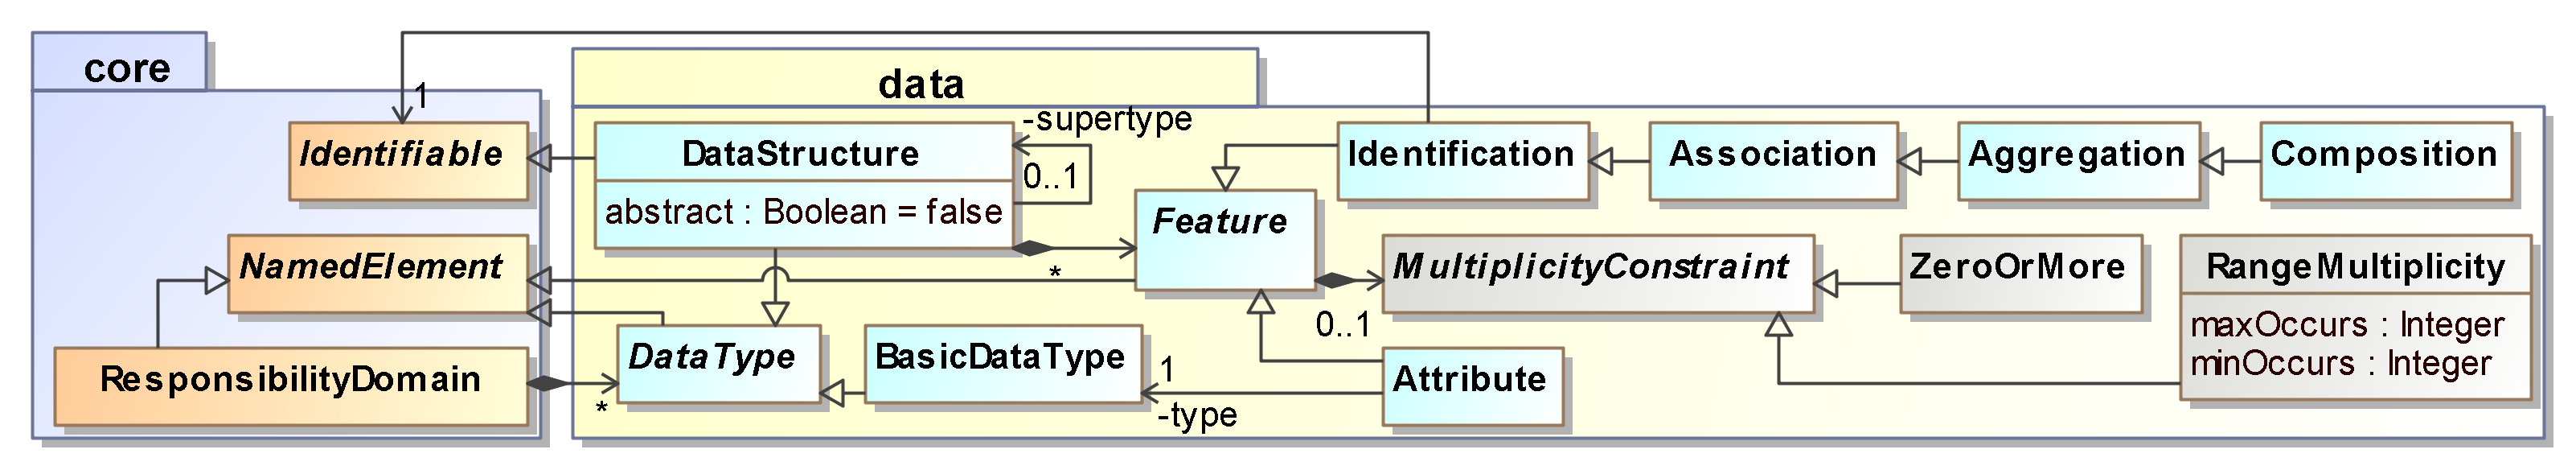 core
data
1
Identifiable
DataStructure
abstract : Boolean = false
-supertype
0..1
Identification
Association
Aggregation
Composition
Feature
NamedElement
*
MultiplicityConstraint
ZeroOrMore
RangeMultiplicity
maxOccurs : Integer
minOccurs : Integer
0..1
ResponsibilityDomain
*
DataType
BasicDataType
1
-type
Attribute